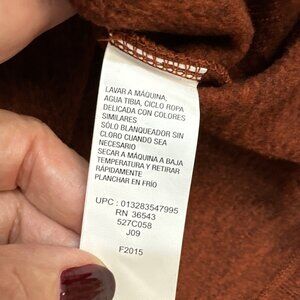 LAVAR A MÁQUINA,
AGUA TIBIA, CICLO ROPA
DELICADA CON COLORES
SIMILARES
SÓLO BLANQUEADOR SIN
CLORO CUANDO SEA
NECESARIO
SECAR A MÁQUINA A BAJA
TEMPERATURA Y RETIRAR
RÁPIDAMENTE
PLANCHAR EN FRÍO
UPC : 013283547995
RN 36543
527C058
J09
F2015